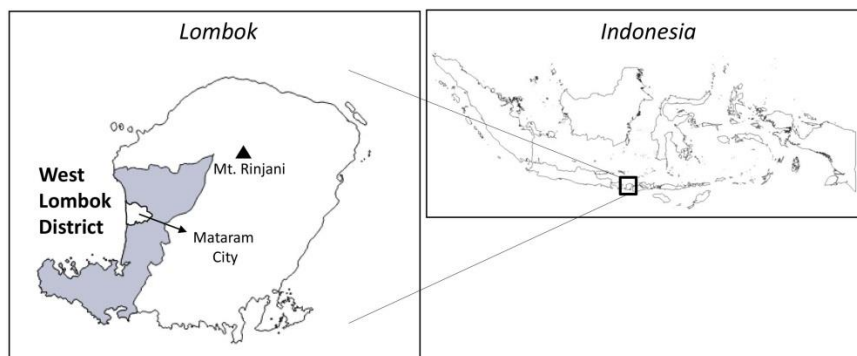 Lombok
Mt. Rinjani
West
Lombok
District
Mataram
City
Indonesia